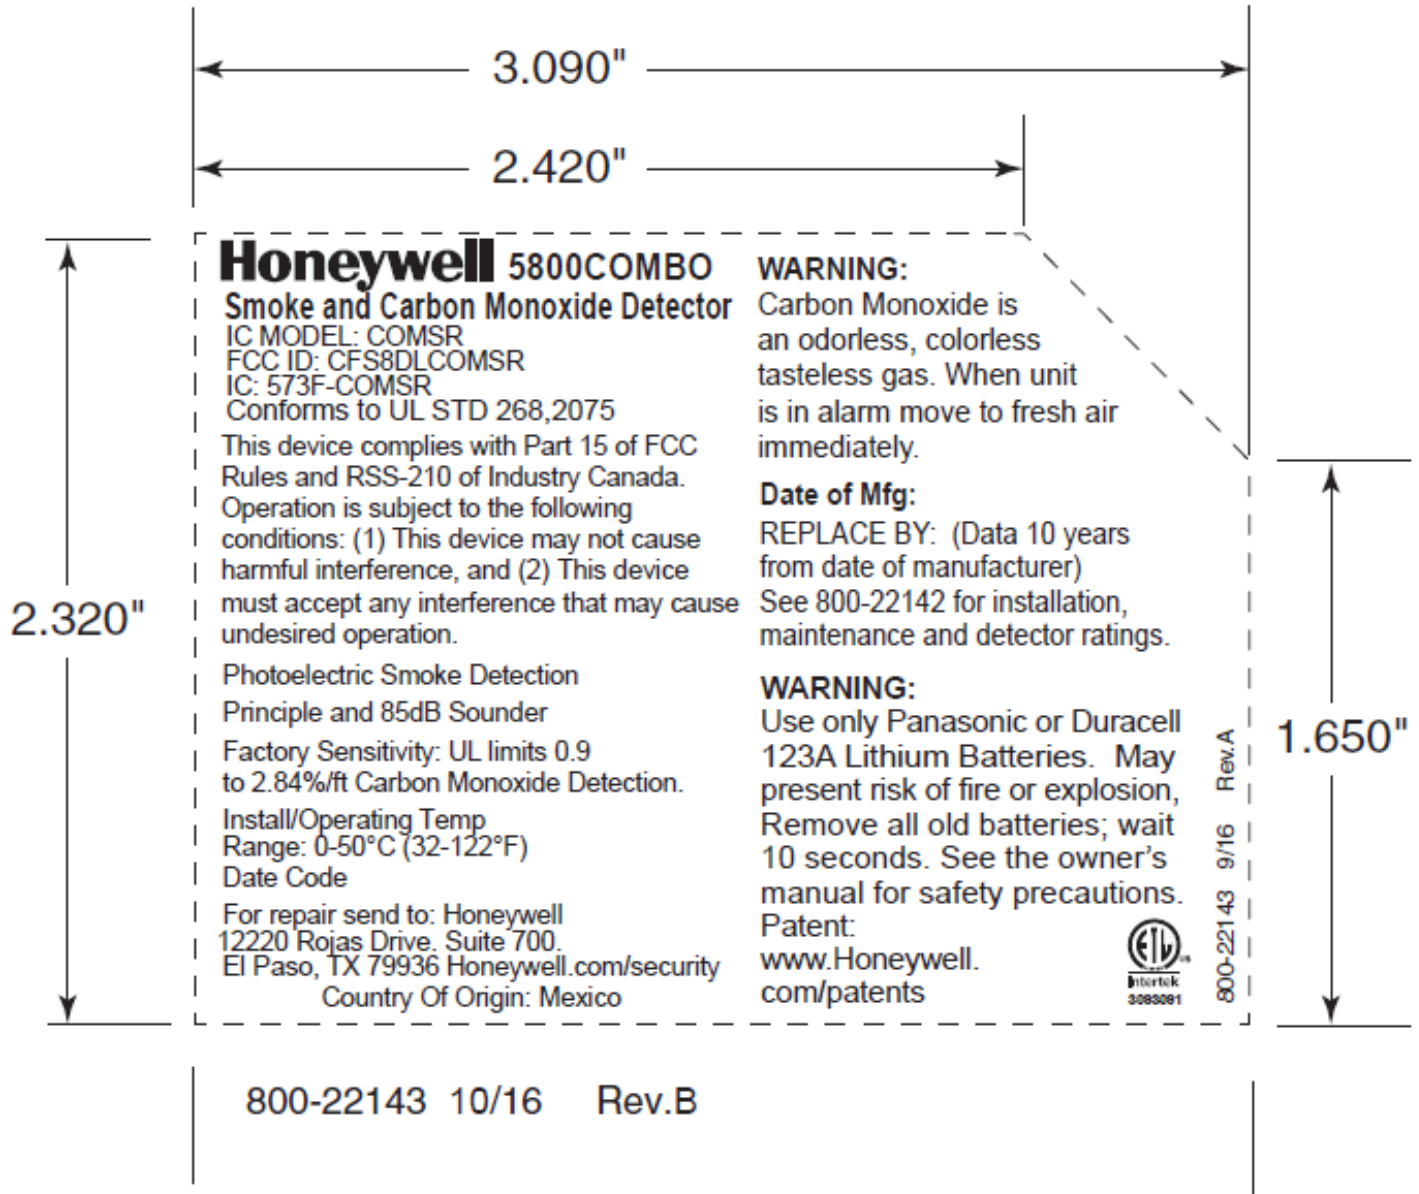 3.090"
2.420"
2.320"
1.650"
Honeywell 5800COMBO
Smoke and Carbon Monoxide Detector
IC MODEL: COMSR
FCC ID: CFS8DLCOMSR
IC: 573F-COMSR
Conforms to UL STD 268,2075
This device complies with Part 15 of FCC
Rules and RSS-210 of Industry Canada.
Operation is subject to the following
conditions: (1) This device may not cause
harmful interference, and (2) This device
must accept any interference that may cause
undesired operation.
Photoelectric Smoke Detection
Principle and 85dB Sounder
Factory Sensitivity: UL limits 0.9
to 2.84%/ft Carbon Monoxide Detection.
Install/Operating Temp
Range: 0-50°C (32-122°F)
Date Code
For repair send to: Honeywell
12220 Rojas Drive. Suite 700.
El Paso, TX 79936 Honeywell.com/security
Country Of Origin: Mexico
WARNING:
Carbon Monoxide is
an odorless, colorless
tasteless gas. When unit
is in alarm move to fresh air
immediately.
Date of Mfg:
REPLACE BY: (Data 10 years
from date of manufacturer)
See 800-22142 for installation,
maintenance and detector ratings.
WARNING:
Use only Panasonic or Duracell
123A Lithium Batteries. May
present risk of fire or explosion,
Remove all old batteries; wait
10 seconds. See the owner's
manual for safety precautions.
Patent:
www.Honeywell.
com/patents
ETL
US
Intertek
3093091
800-22143 9/16 Rev.A
800-22143 10/16 Rev.B